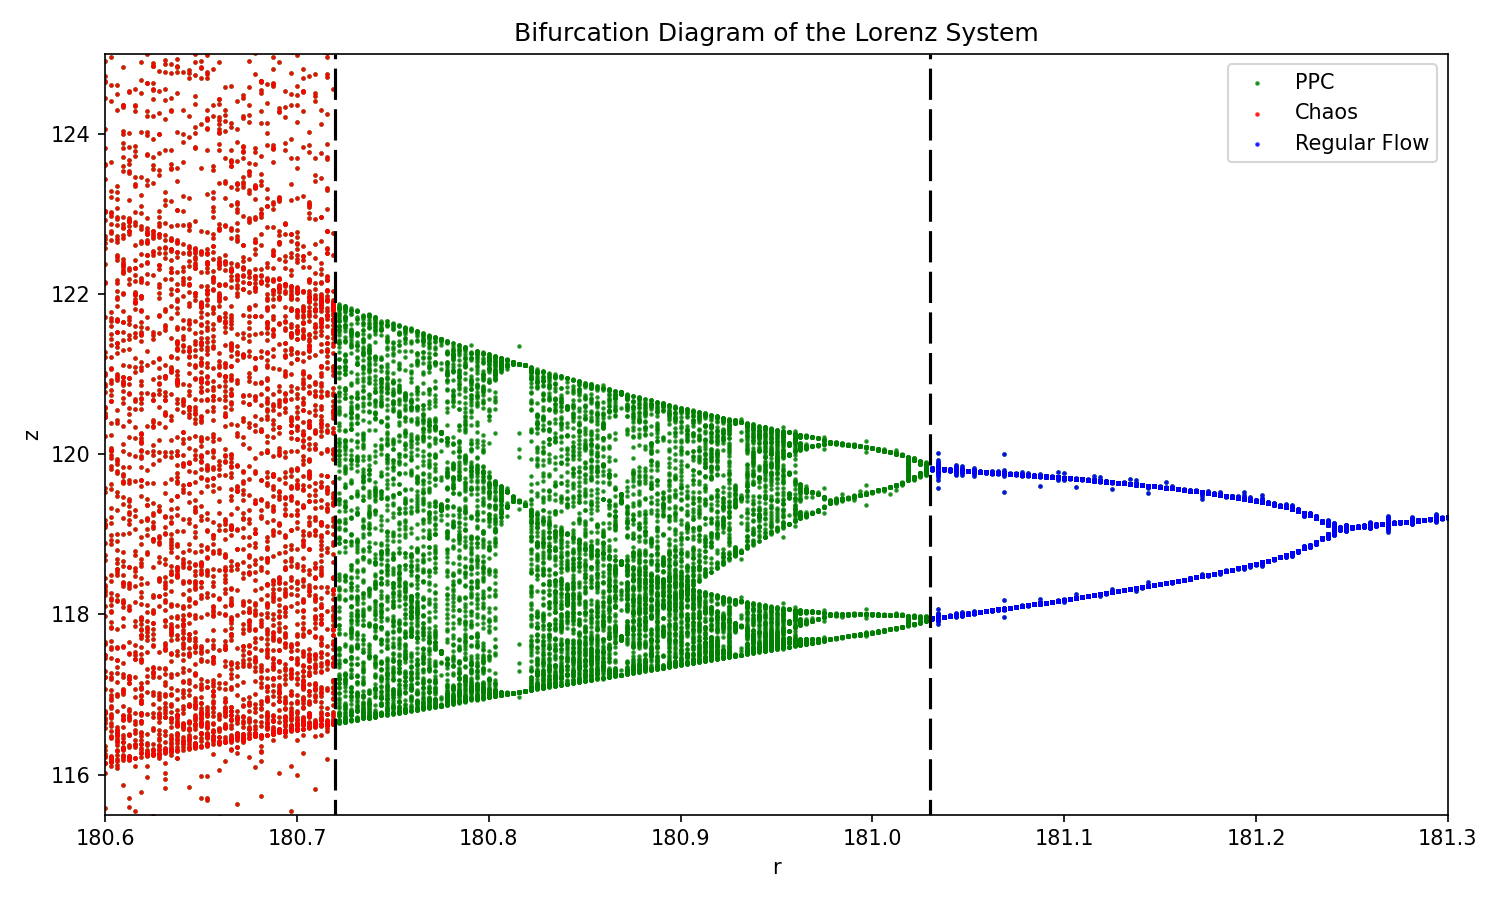 Bifurcation Diagram of the Lorenz System
PPC
Chaos
Regular Flow
z
124
122
120
118
116
180.6 180.7 180.8 180.9 181.0 181.1 181.2 181.3
r